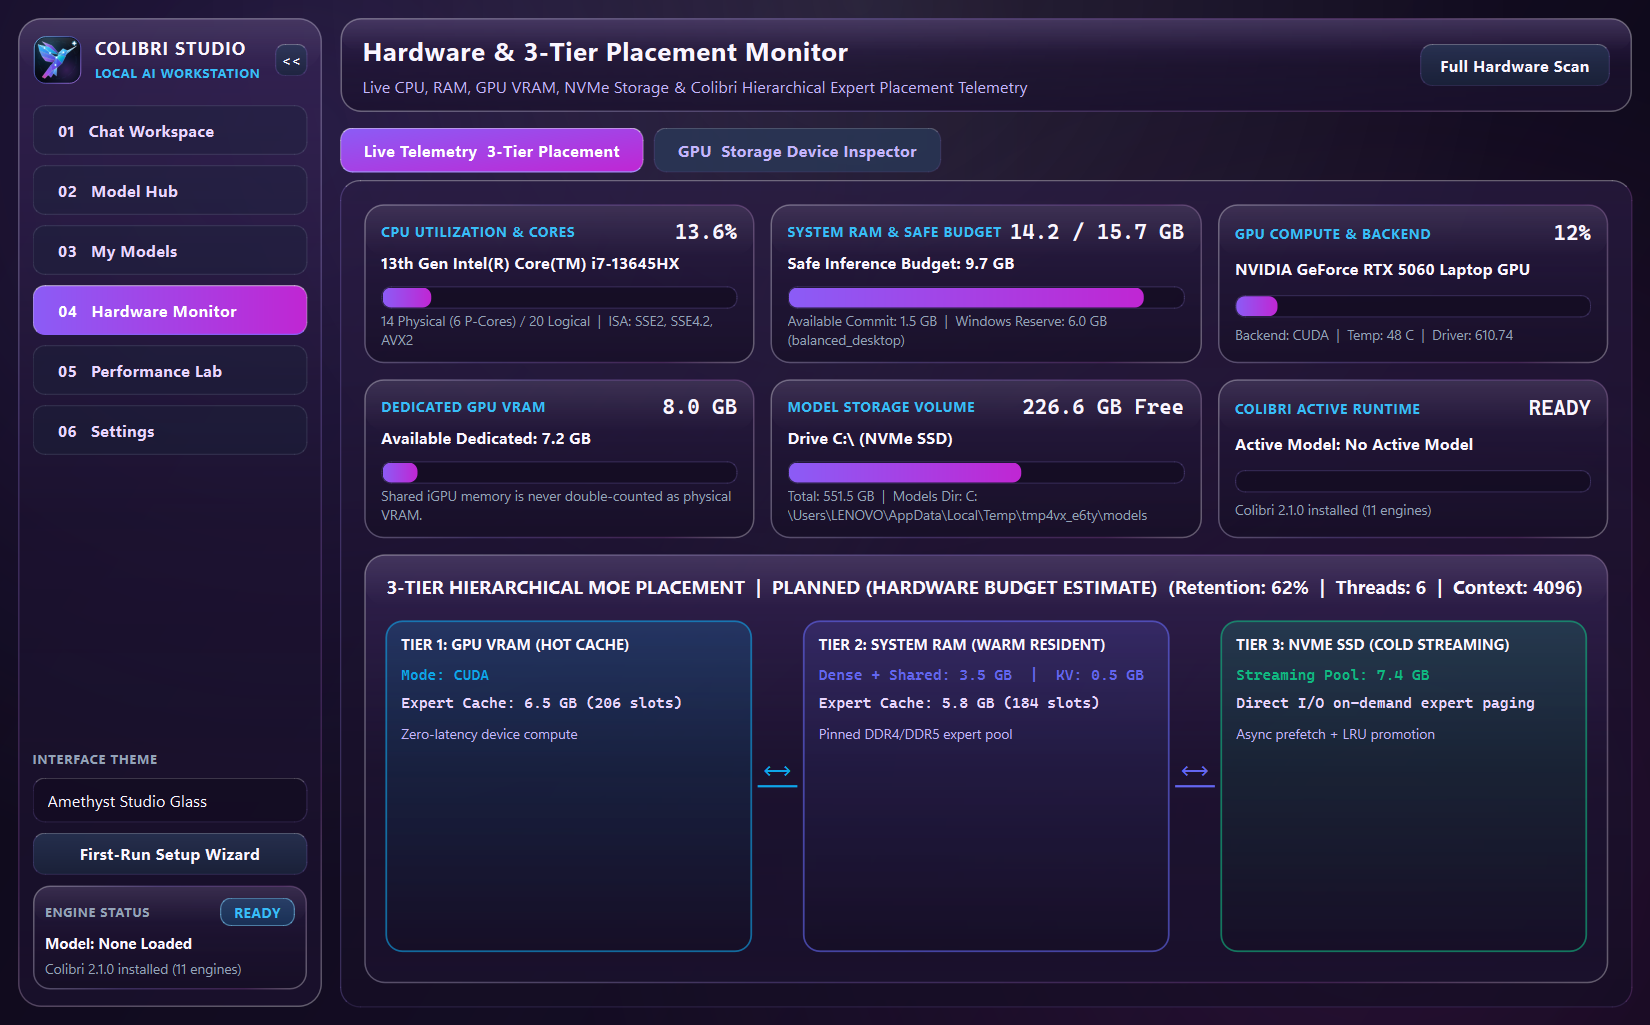 COLIBRI STUDIO
LOCAL AI WORKSTATION
<<
01 Chat Workspace
02 Model Hub
03 My Models
04 Hardware Monitor
05 Performance Lab
06 Settings
INTERFACE THEME
Amethyst Studio Glass
First-Run Setup Wizard
ENGINE STATUS
READY
Model: None Loaded
Colibri 2.1.0 installed (11 engines)
Hardware & 3-Tier Placement Monitor
Live CPU, RAM, GPU VRAM, NVMe Storage & Colibri Hierarchical Expert Placement Telemetry
Full Hardware Scan
Live Telemetry 3-Tier Placement
GPU Storage Device Inspector
CPU UTILIZATION & CORES 13.6%
13th Gen Intel(R) Core(TM) i7-13645HX
14 Physical (6 P-Cores) / 20 Logical | ISA: SSE2, SSE4.2,
AVX2
SYSTEM RAM & SAFE BUDGET 14.2 / 15.7 GB
Safe Inference Budget: 9.7 GB
Available Commit: 1.5 GB | Windows Reserve: 6.0 GB
(balanced_desktop)
GPU COMPUTE & BACKEND 12%
NVIDIA GeForce RTX 5060 Laptop GPU
Backend: CUDA | Temp: 48 C | Driver: 610.74
DEDICATED GPU VRAM 8.0 GB
Available Dedicated: 7.2 GB
Shared iGPU memory is never double-counted as physical
VRAM.
MODEL STORAGE VOLUME 226.6 GB Free
Drive C:\ (NVMe SSD)
Total: 551.5 GB | Models Dir: C:
\Users\LENOVO\AppData\Local\Temp\tmp4vx_e6ty\models
COLIBRI ACTIVE RUNTIME READY
Active Model: No Active Model
Colibri 2.1.0 installed (11 engines)
3-TIER HIERARCHICAL MOE PLACEMENT | PLANNED (HARDWARE BUDGET ESTIMATE) (Retention: 62% | Threads: 6 | Context: 4096)
TIER 1: GPU VRAM (HOT CACHE)
Mode: CUDA
Expert Cache: 6.5 GB (206 slots)
Zero-latency device compute
TIER 2: SYSTEM RAM (WARM RESIDENT)
Dense + Shared: 3.5 GB | KV: 0.5 GB
Expert Cache: 5.8 GB (184 slots)
Pinned DDR4/DDR5 expert pool
TIER 3: NVME SSD (COLD STREAMING)
Streaming Pool: 7.4 GB
Direct I/O on-demand expert paging
Async prefetch + LRU promotion